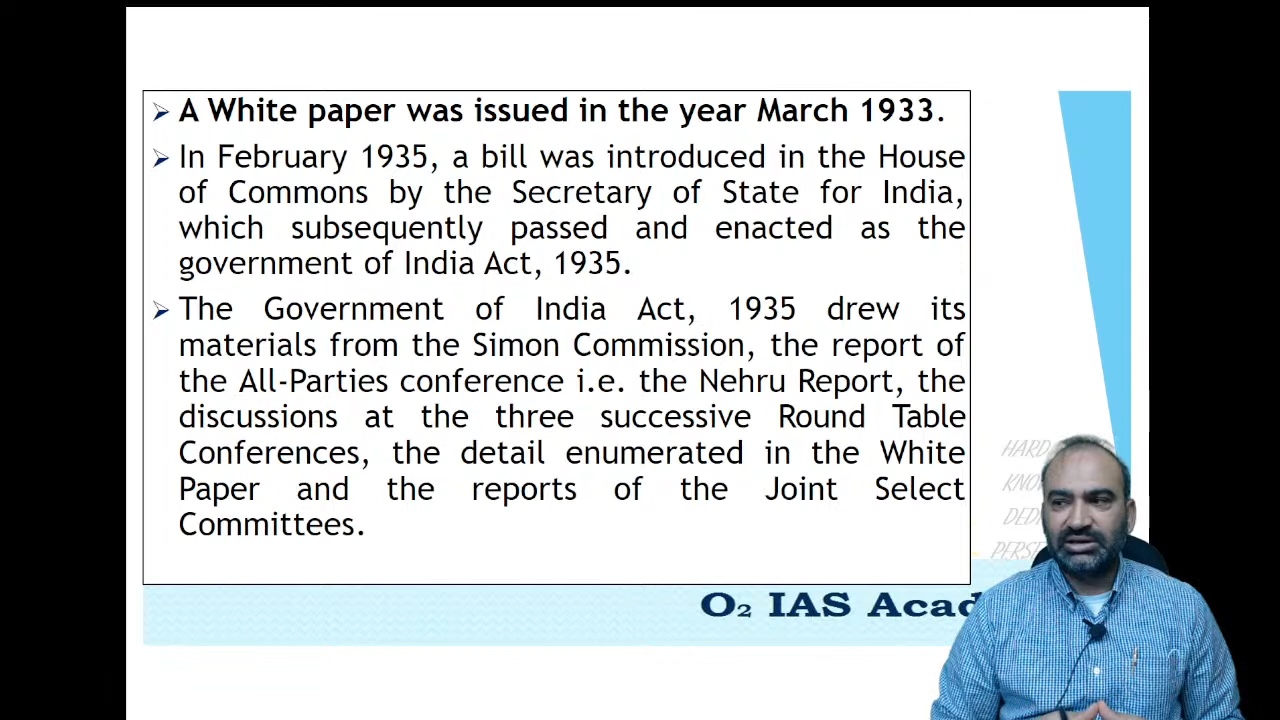 ➢ A White paper was issued in the year March 1933.
➢ In February 1935, a bill was introduced in the House
of Commons by the Secretary of State for India,
which subsequently passed and enacted as the
government of India Act, 1935.
➢ The Government of India Act, 1935 drew its
materials from the Simon Commission, the report of
the All-Parties conference i.e. the Nehru Report, the
discussions at the three successive Round Table
Conferences, the detail enumerated in the White
Paper and the reports of the Joint Select
Committees.
HARD
O₂ IAS Acad